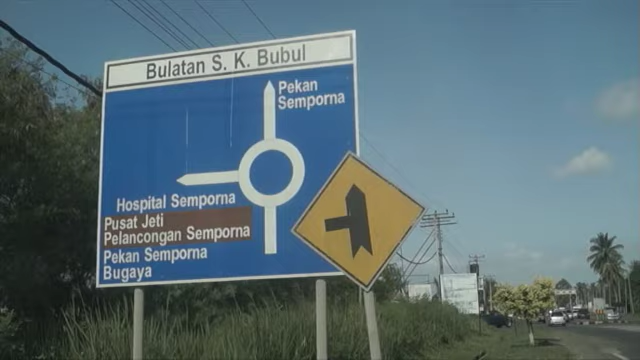 Bulatan S. K. Bubul
Pekan
Semporna
Hospital Semporna
Pusat Jeti
Pelancongan Semporna
Pekan Semporna
Bugaya